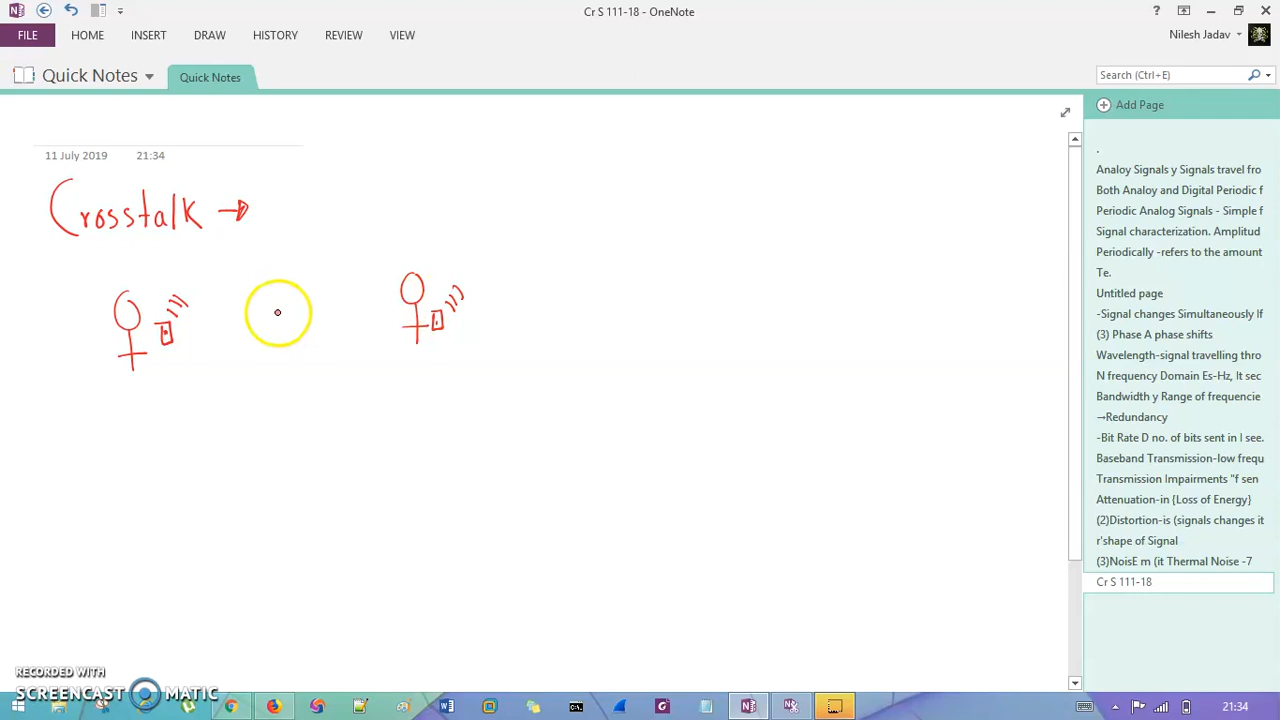 Cr S 111-18 - OneNote
FILE HOME INSERT DRAW HISTORY REVIEW VIEW
Nilesh Jadav
Quick Notes
Quick Notes
Search (Ctrl+E)
Add Page
11 July 2019 21:34
Crosstalk →
.
Analoy Signals y Signals travel fro
Both Analoy and Digital Periodic f
Periodic Analog Signals - Simple f
Signal characterization. Amplitud
Periodically -refers to the amount
Te.
Untitled page
-Signal changes Simultaneously If
(3) Phase A phase shifts
Wavelength-signal travelling thro
N frequency Domain Es-Hz, It sec
Bandwidth y Range of frequencie
→Redundancy
-Bit Rate D no. of bits sent in I see.
Baseband Transmission-low frequ
Transmission Impairments "f sen
Attenuation-in {Loss of Energy}
(2)Distortion-is (signals changes it
r'shape of Signal
(3)NoisE m (it Thermal Noise -7
Cr S 111-18
RECORDED WITH
SCREENCAST MATIC
21:34